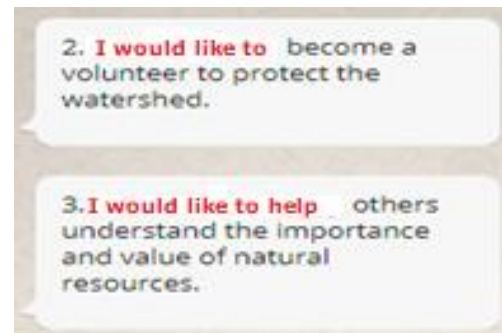 2. I would like to become a
volunteer to protect the
watershed.
3.I would like to help others
understand the importance
and value of natural
resources.